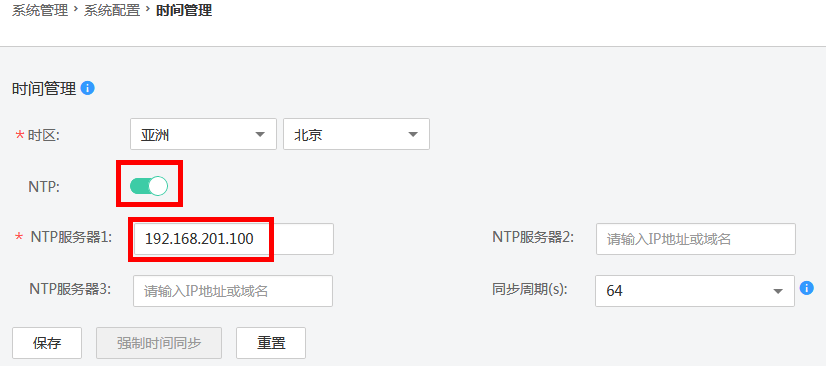 系统管理 › 系统配置 › 时间管理
时间管理 i
* 时区: 亚洲 北京
NTP:
* NTP服务器1: 192.168.201.100 NTP服务器2: 请输入IP地址或域名
NTP服务器3: 请输入IP地址或域名 同步周期(s): 64 i
保存 强制时间同步 重置